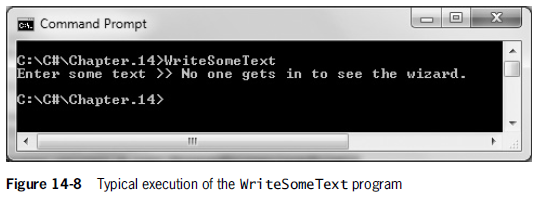 Command Prompt
C:\C#\Chapter.14>WriteSomeText
Enter some text >> No one gets in to see the wizard.
C:\C#\Chapter.14>
Figure 14-8 Typical execution of the WriteSomeText program